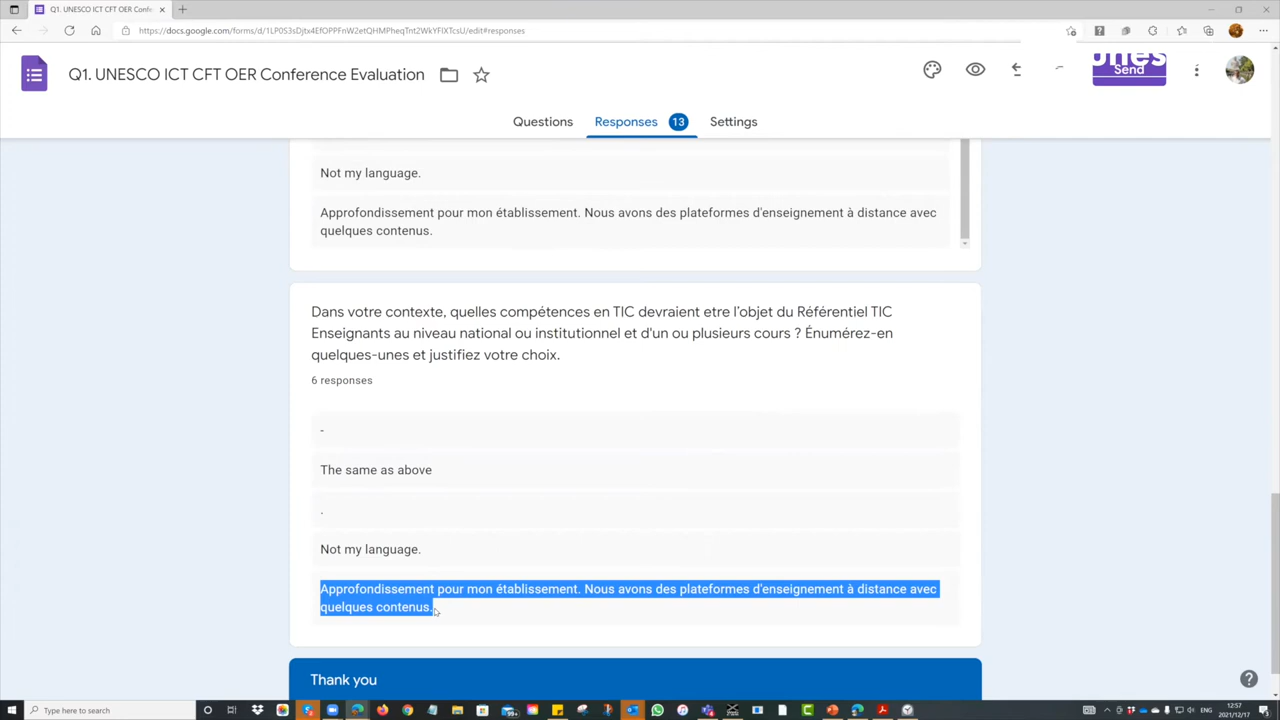 Q1. UNESCO ICT CFT OER Confe
https://docs.google.com/forms/d/1LP0S3sDjtx4EfOPPFnW2etQHMPheqTnt2WkYFlXTcsU/edit#responses
Q1. UNESCO ICT CFT OER Conference Evaluation
Send
Questions
Responses 13
Settings
Not my language.
Approfondissement pour mon établissement. Nous avons des plateformes d'enseignement à distance avec
quelques contenus.
Dans votre contexte, quelles compétences en TIC devraient etre l'objet du Référentiel TIC
Enseignants au niveau national ou institutionnel et d'un ou plusieurs cours ? Énumérez-en
quelques-unes et justifiez votre choix.
6 responses
-
The same as above
.
Not my language.
Approfondissement pour mon établissement. Nous avons des plateformes d'enseignement à distance avec
quelques contenus.
Thank you
Type here to search
ENG
12:57
2021/12/17